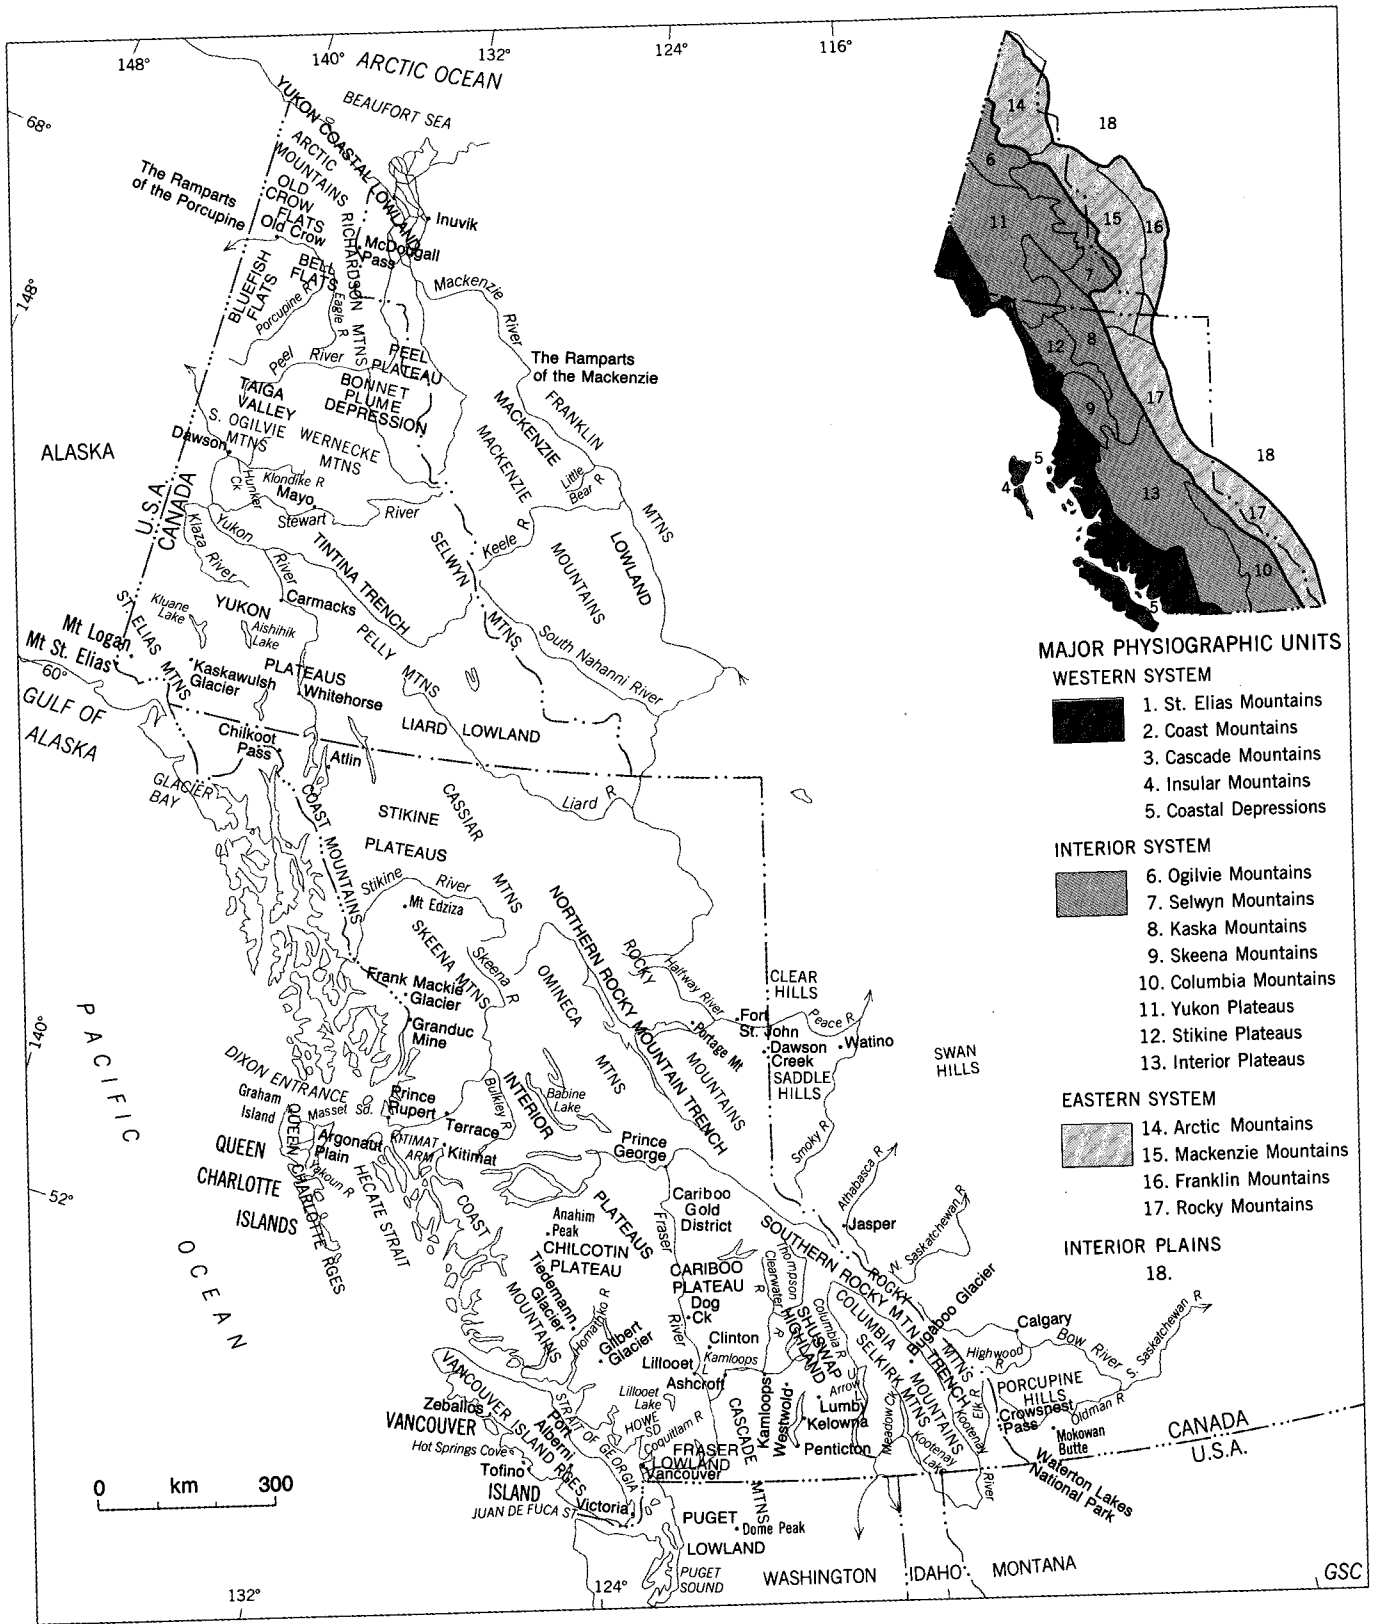 148°
140°
132°
124°
116°
ARCTIC OCEAN
BEAUFORT SEA
68°
YUKON COASTAL LOWLAND
ARCTIC
MOUNTAINS
The Ramparts
of the Porcupine
OLD
CROW
FLATS
Old Crow
RICHARDSON MTNS
Inuvik
McDougall
Pass
BELL
FLATS
BLUEFISH
FLATS
Porcupine R
Eagle R
Mackenzie
River
148°
Peel
River
PEEL
PLATEAU
The Ramparts
of the Mackenzie
TAIGA
VALLEY
BONNET
PLUME
DEPRESSION
S. OGILVIE
MTNS
WERNECKE
MTNS
MACKENZIE
LOWLAND
FRANKLIN
MTNS
MACKENZIE
MOUNTAINS
Little
Bear R
ALASKA
Dawson
Hunker
Ck
Klondike R
Mayo
Stewart
River
U.S.A.
CANADA
Klaza River
Yukon
River
TINTINA TRENCH
SELWYN
MTNS
Keele R
Carmacks
ST. ELIAS MTNS
Kluane
Lake
YUKON
PLATEAUS
Aishihik
Lake
PELLY
MTNS
South Nahanni River
Mt Logan
Mt St. Elias
60°
Kaskawulsh
Glacier
Whitehorse
GULF OF
ALASKA
LIARD LOWLAND
Chilkoot
Pass
Atlin
GLACIER
BAY
COAST MOUNTAINS
Liard R
STIKINE
PLATEAUS
CASSIAR
MTNS
Stikine
River
Mt Edziza
SKEENA MTNS
Skeena R
NORTHERN ROCKY MOUNTAIN TRENCH
ROCKY
MOUNTAINS
Halfway River
CLEAR
HILLS
Frank Mackie
Glacier
OMINECA
MTNS
Granduc
Mine
Portage Mt
Fort
St. John
Peace R
Dawson
Creek
Watino
SADDLE
HILLS
SWAN
HILLS
140°
PACIFIC
OCEAN
DIXON ENTRANCE
Graham
Island
Masset Sd.
Prince
Rupert
Terrace
Bulkley R
INTERIOR
PLATEAUS
Babine
Lake
Smoky R
QUEEN
CHARLOTTE
ISLANDS
QUEEN CHARLOTTE RGES
Argonaut
Plain
Yakoun R
KITIMAT
ARM
Kitimat
HECATE STRAIT
Prince
George
Athabasca R
52°
COAST
MOUNTAINS
Anahim
Peak
CHILCOTIN
PLATEAU
Fraser
River
Cariboo
Gold
District
SOUTHERN ROCKY MTN TRENCH
Jasper
N. Saskatchewan R
Tiedemann
Glacier
CARIBOO
PLATEAU
Dog
Ck
Clearwater
R
Thompson
R
ROCKY
MTNS
Bugaboo Glacier
Homathko R
Gilbert
Glacier
Clinton
SHUSWAP
HIGHLAND
Columbia R
COLUMBIA
MOUNTAINS
SELKIRK MTNS
Calgary
Bow River
S. Saskatchewan R
Highwood
R
Lillooet
Kamloops
L
Ashcroft
VANCOUVER ISLAND RGES
Zeballos
VANCOUVER
ISLAND
Port
Alberni
STRAIT OF GEORGIA
Lillooet
Lake
HOWE
SD
Coquitlam R
CASCADE
MTNS
Kamloops
Westwold
Arrow
L
Lumby
Kelowna
Penticton
Meadow Ck
Kootenay
Lake
Kootenay
River
Elk R
PORCUPINE
HILLS
Crowsnest
Pass
Oldman R
Mokowan
Butte
CANADA
U.S.A.
Hot Springs Cove
Tofino
FRASER
LOWLAND
Vancouver
Waterton Lakes
National Park
0 km 300
JUAN DE FUCA ST
Victoria
PUGET
LOWLAND
Dome Peak
PUGET
SOUND
WASHINGTON
IDAHO
MONTANA
132°
124°
GSC
14
18
6
11
15
16
7
12
8
9
17
5
4
13
18
17
10
5
MAJOR PHYSIOGRAPHIC UNITS
WESTERN SYSTEM
1. St. Elias Mountains
2. Coast Mountains
3. Cascade Mountains
4. Insular Mountains
5. Coastal Depressions
INTERIOR SYSTEM
6. Ogilvie Mountains
7. Selwyn Mountains
8. Kaska Mountains
9. Skeena Mountains
10. Columbia Mountains
11. Yukon Plateaus
12. Stikine Plateaus
13. Interior Plateaus
EASTERN SYSTEM
14. Arctic Mountains
15. Mackenzie Mountains
16. Franklin Mountains
17. Rocky Mountains
INTERIOR PLAINS
18.